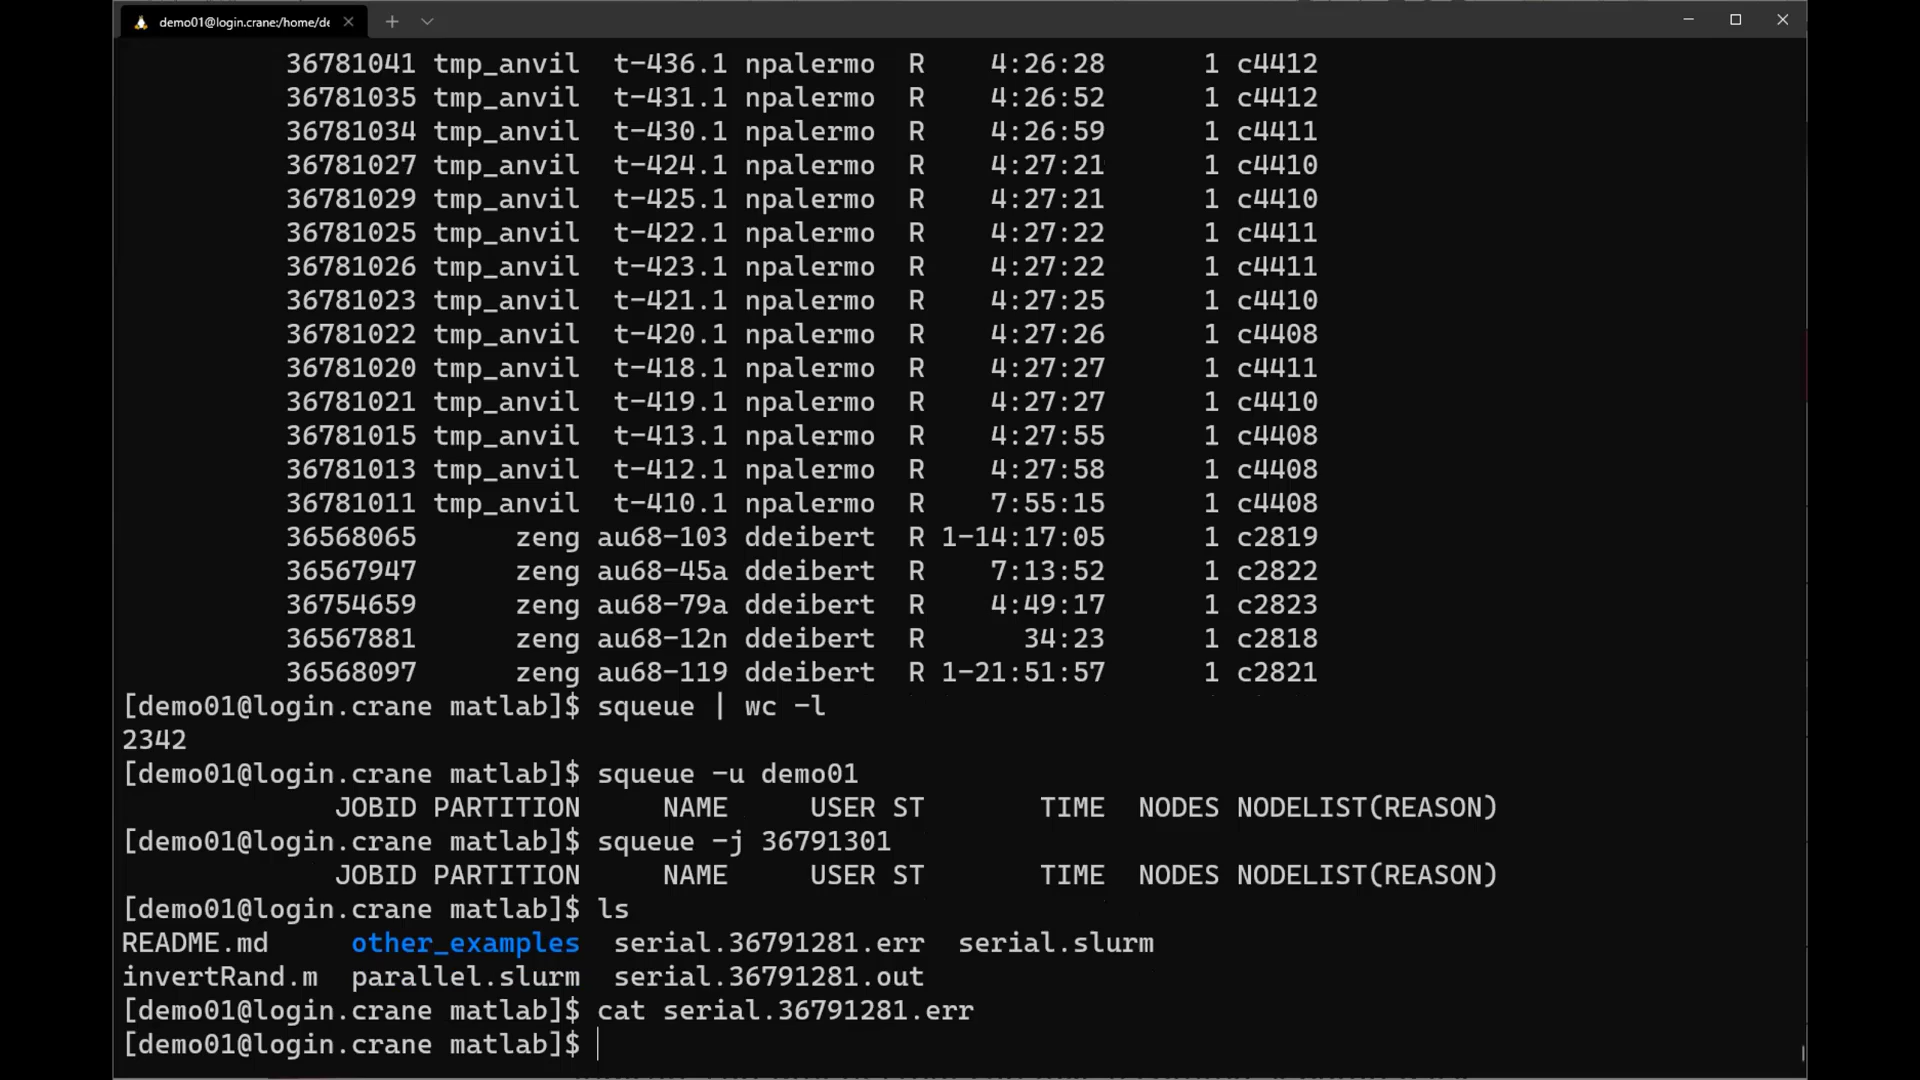 demo01@login.crane:/home/de
36781041 tmp_anvil t-436.1 npalermo R 4:26:28 1 c4412
36781035 tmp_anvil t-431.1 npalermo R 4:26:52 1 c4412
36781034 tmp_anvil t-430.1 npalermo R 4:26:59 1 c4411
36781027 tmp_anvil t-424.1 npalermo R 4:27:21 1 c4410
36781029 tmp_anvil t-425.1 npalermo R 4:27:21 1 c4410
36781025 tmp_anvil t-422.1 npalermo R 4:27:22 1 c4411
36781026 tmp_anvil t-423.1 npalermo R 4:27:22 1 c4411
36781023 tmp_anvil t-421.1 npalermo R 4:27:25 1 c4410
36781022 tmp_anvil t-420.1 npalermo R 4:27:26 1 c4408
36781020 tmp_anvil t-418.1 npalermo R 4:27:27 1 c4411
36781021 tmp_anvil t-419.1 npalermo R 4:27:27 1 c4410
36781015 tmp_anvil t-413.1 npalermo R 4:27:55 1 c4408
36781013 tmp_anvil t-412.1 npalermo R 4:27:58 1 c4408
36781011 tmp_anvil t-410.1 npalermo R 7:55:15 1 c4408
36568065 zeng au68-103 ddeibert R 1-14:17:05 1 c2819
36567947 zeng au68-45a ddeibert R 7:13:52 1 c2822
36754659 zeng au68-79a ddeibert R 4:49:17 1 c2823
36567881 zeng au68-12n ddeibert R 34:23 1 c2818
36568097 zeng au68-119 ddeibert R 1-21:51:57 1 c2821
[demo01@login.crane matlab]$ squeue | wc -l
2342
[demo01@login.crane matlab]$ squeue -u demo01
JOBID PARTITION NAME USER ST TIME NODES NODELIST(REASON)
[demo01@login.crane matlab]$ squeue -j 36791301
JOBID PARTITION NAME USER ST TIME NODES NODELIST(REASON)
[demo01@login.crane matlab]$ ls
README.md other_examples serial.36791281.err serial.slurm
invertRand.m parallel.slurm serial.36791281.out
[demo01@login.crane matlab]$ cat serial.36791281.err
[demo01@login.crane matlab]$